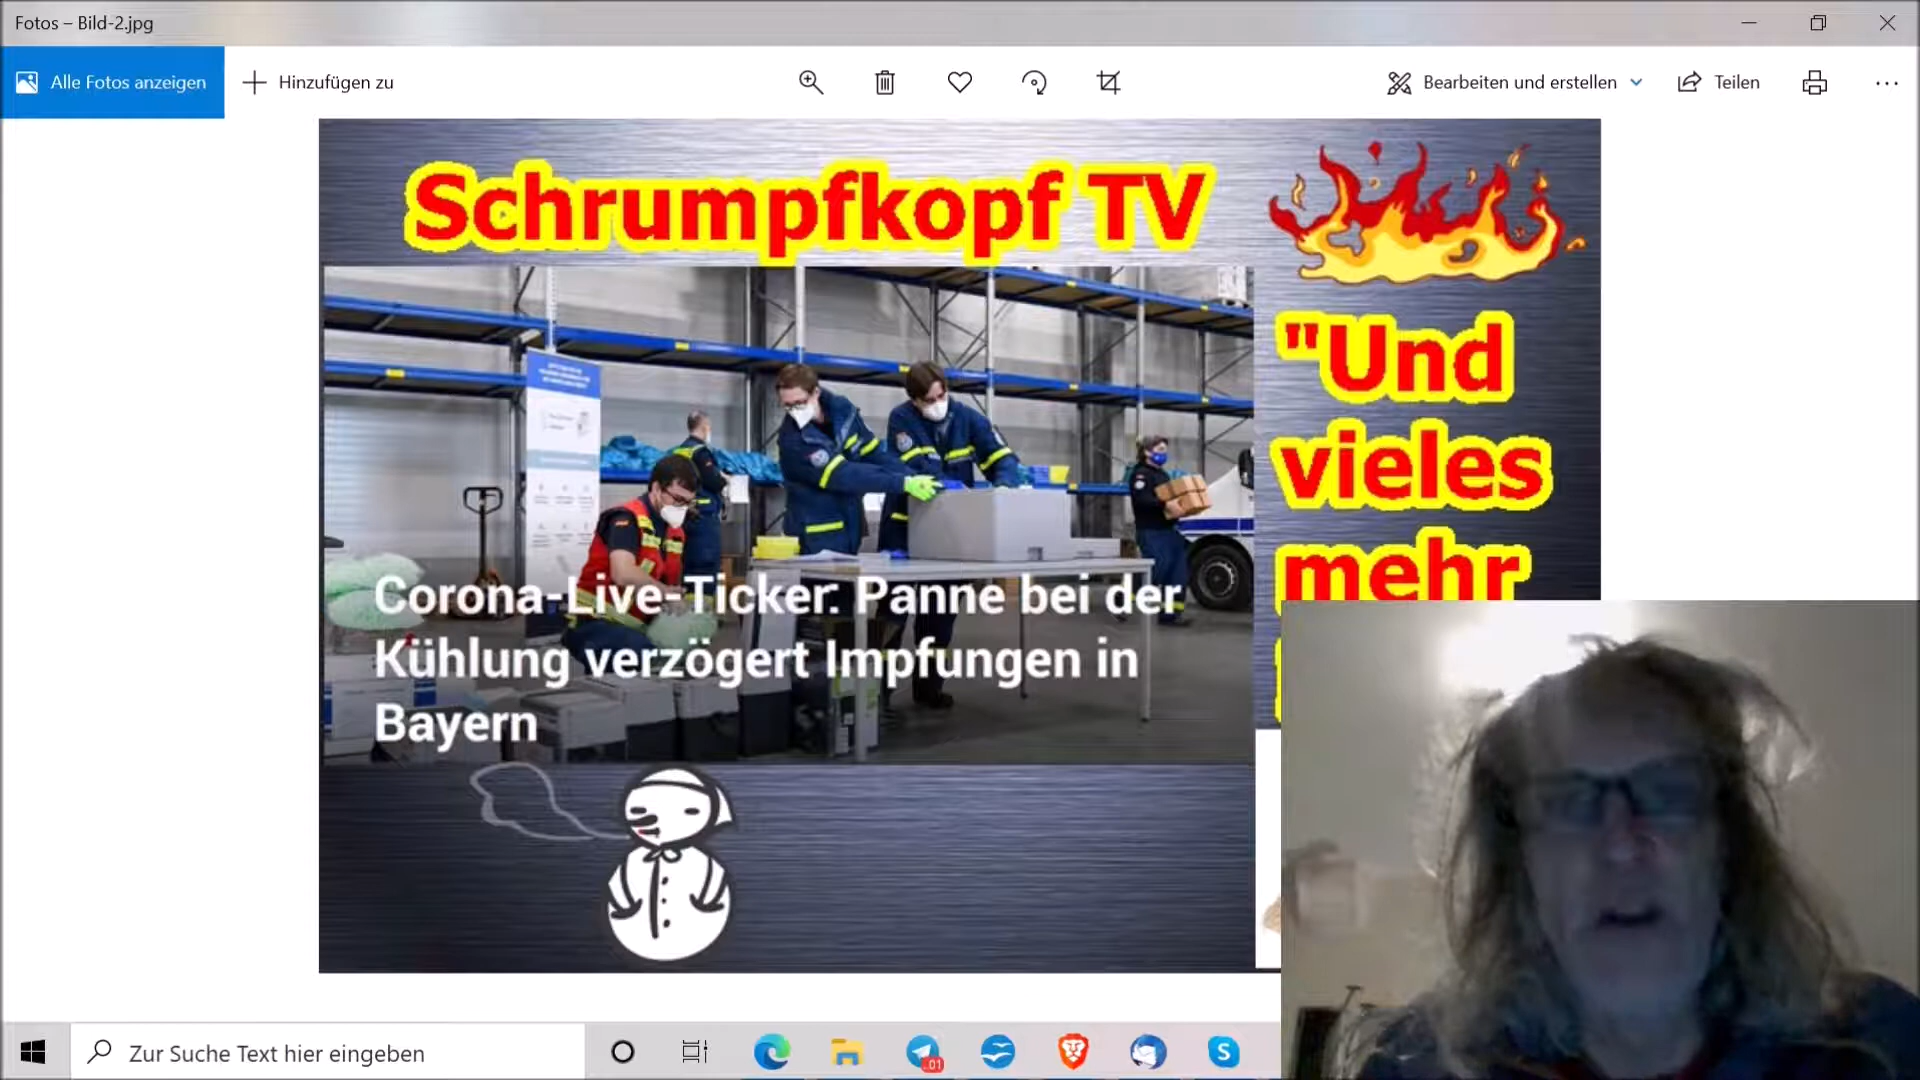 Fotos – Bild-2.jpg
Alle Fotos anzeigen
Hinzufügen zu
Bearbeiten und erstellen
Teilen
Schrumpfkopf TV
"Und
vieles
mehr
Corona-Live-Ticker: Panne bei der
Kühlung verzögert Impfungen in
Bayern
Zur Suche Text hier eingeben
.01
S